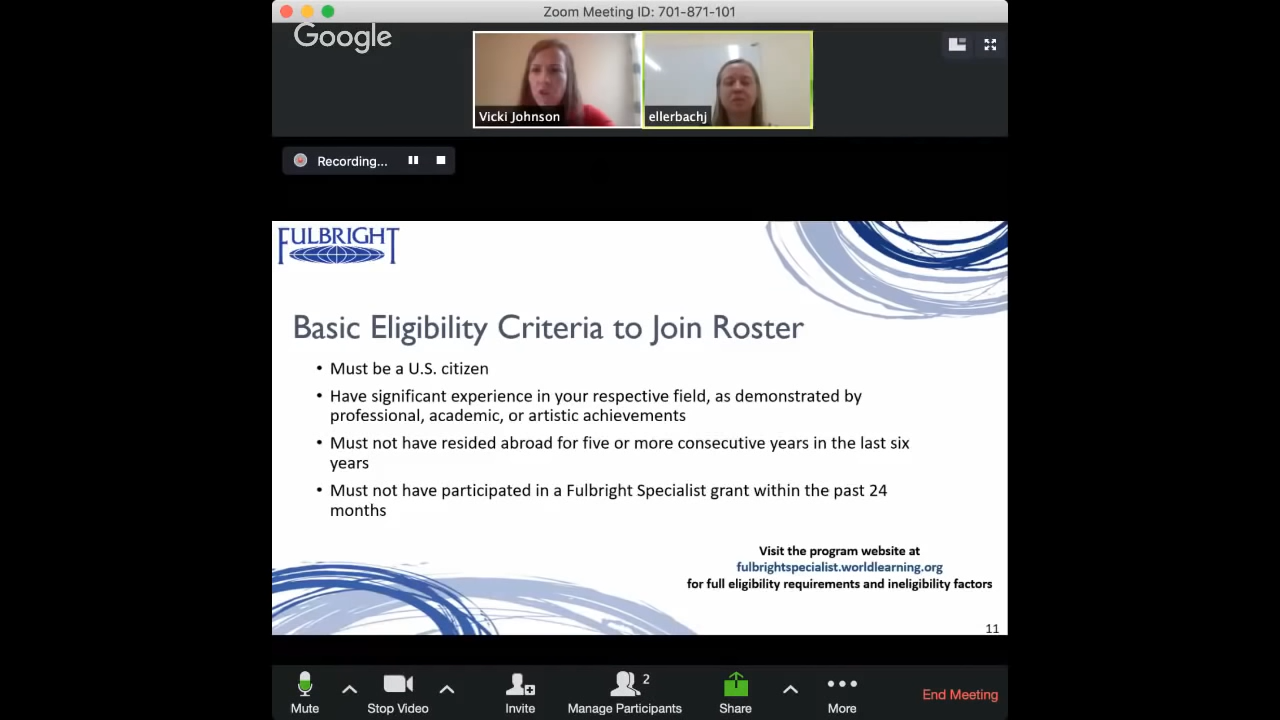 Zoom Meeting ID: 701-871-101
Google
Vicki Johnson
ellerbachj
Recording...
FULBRIGHT
Basic Eligibility Criteria to Join Roster
• Must be a U.S. citizen
• Have significant experience in your respective field, as demonstrated by
professional, academic, or artistic achievements
• Must not have resided abroad for five or more consecutive years in the last six
years
• Must not have participated in a Fulbright Specialist grant within the past 24
months
Visit the program website at
fulbrightspecialist.worldlearning.org
for full eligibility requirements and ineligibility factors
11
Mute
Stop Video
Invite
2
Manage Participants
Share
More
End Meeting